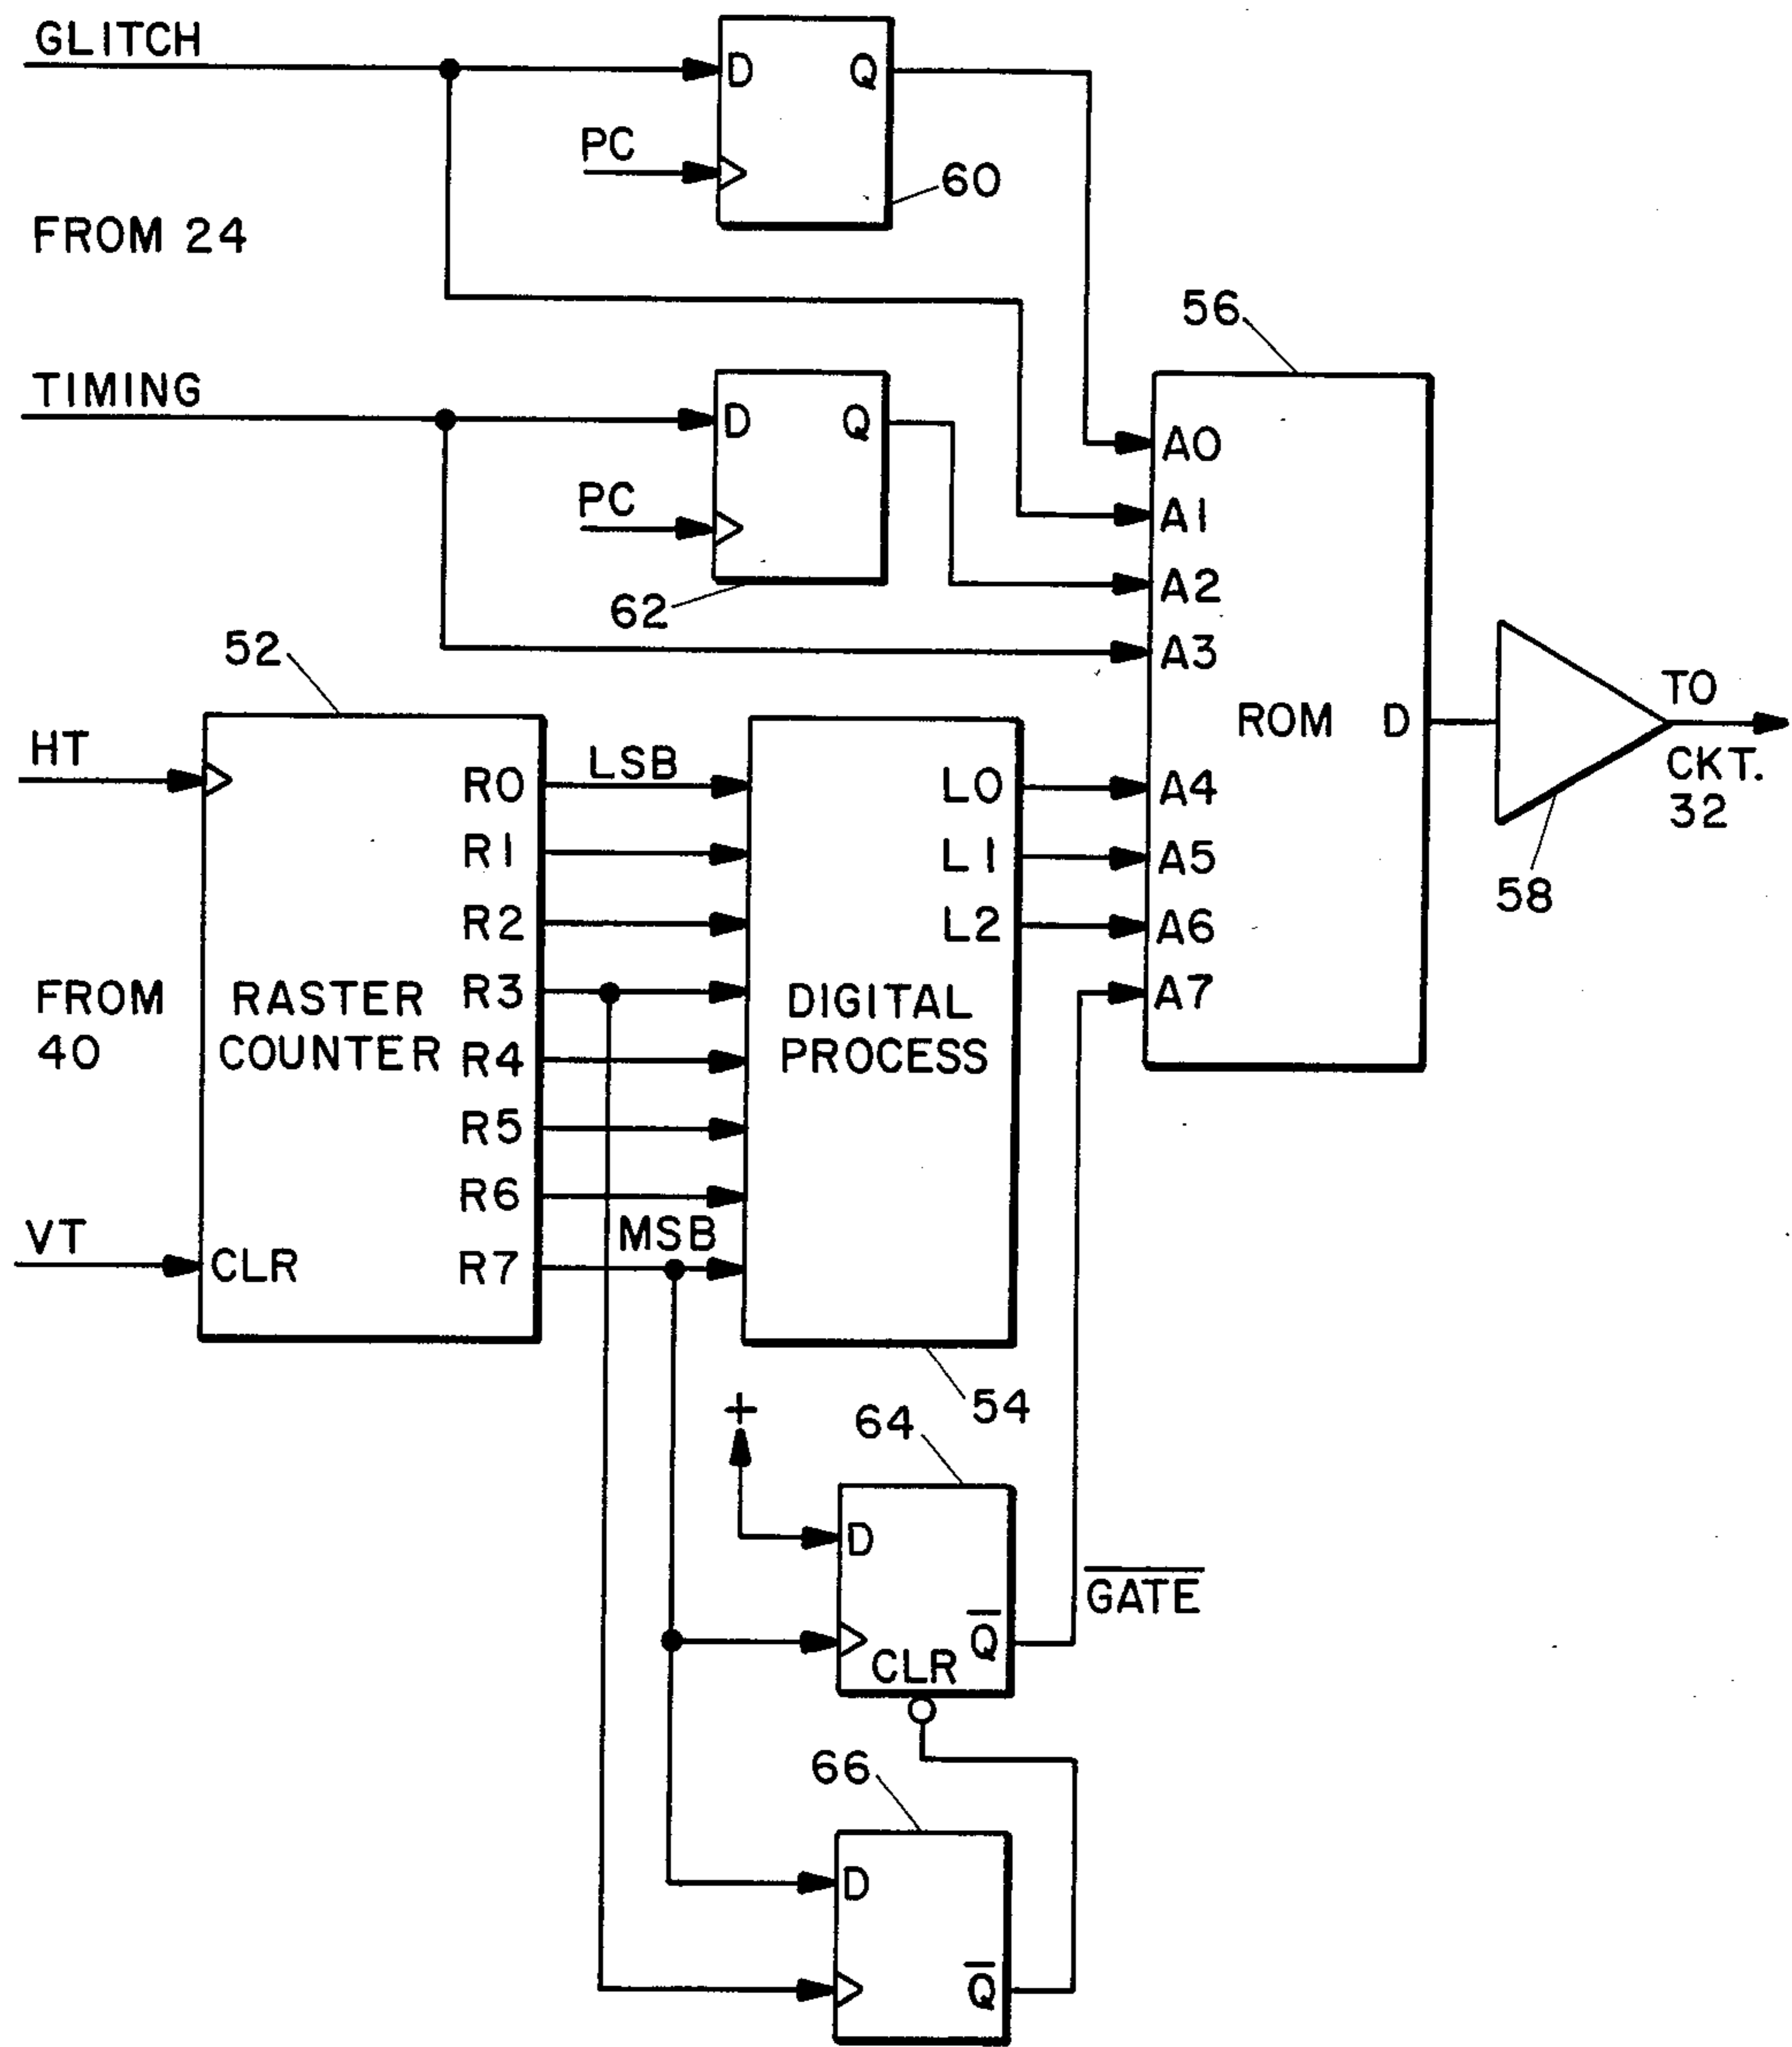 GLITCH
D Q
PC
60
FROM 24
56
TIMING
D Q
PC
62
A0
A1
A2
A3
ROM D
A4
A5
A6
A7
TO
CKT.
32
58
52
HT
RASTER
COUNTER
FROM
40
VT
CLR
R0
R1
R2
R3
R4
R5
R6
R7
LSB
MSB
L0
L1
L2
DIGITAL
PROCESS
54
+
64
D
CLR
Q̅
G̅A̅T̅E̅
66
D
Q̅